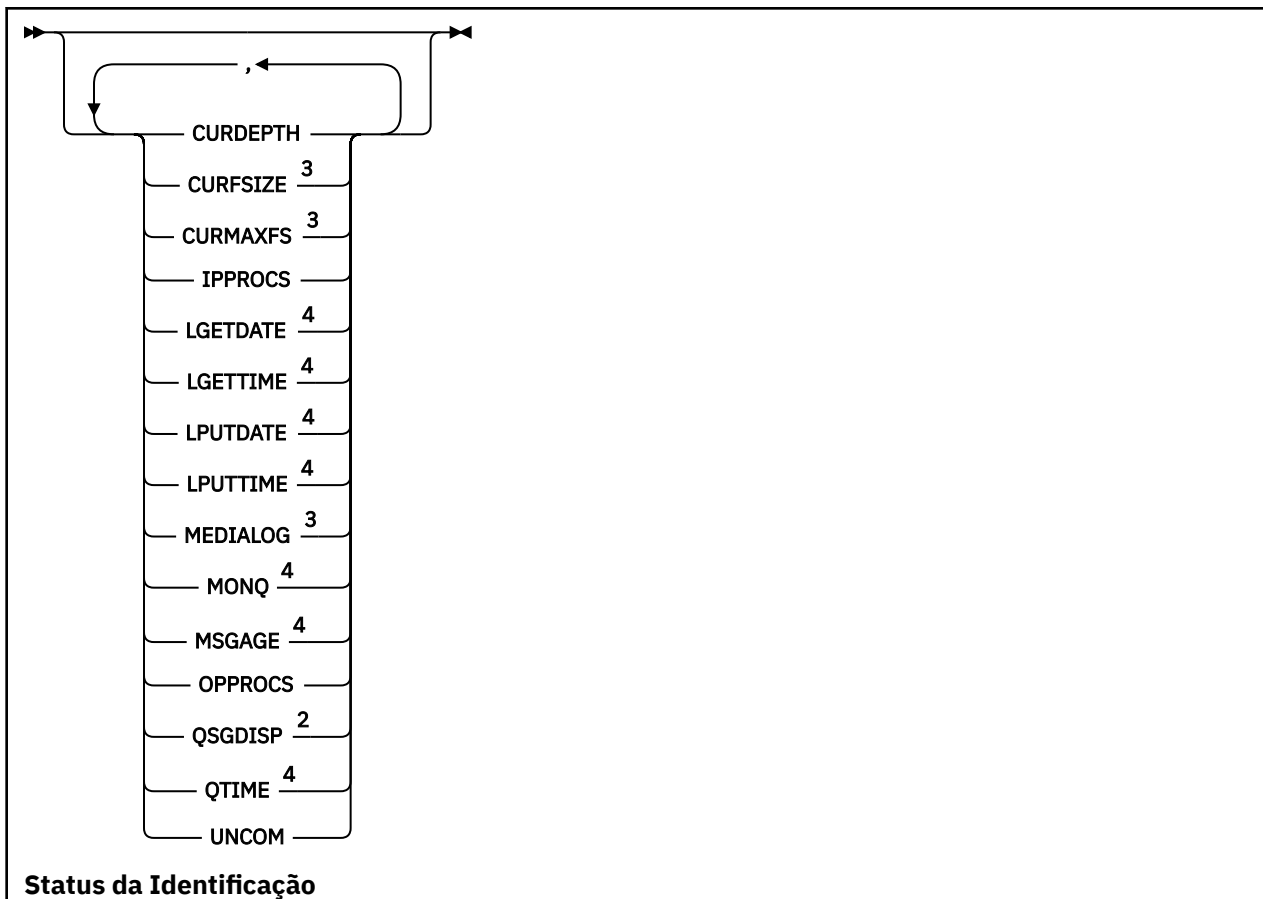 ,
CURDEPTH
CURFSIZE 3
CURMAXFS 3
IPPROCS
LGETDATE 4
LGETTIME 4
LPUTDATE 4
LPUTTIME 4
MEDIALOG 3
MONQ 4
MSGAGE 4
OPPROCS
QSGDISP 2
QTIME 4
UNCOM
Status da Identificação